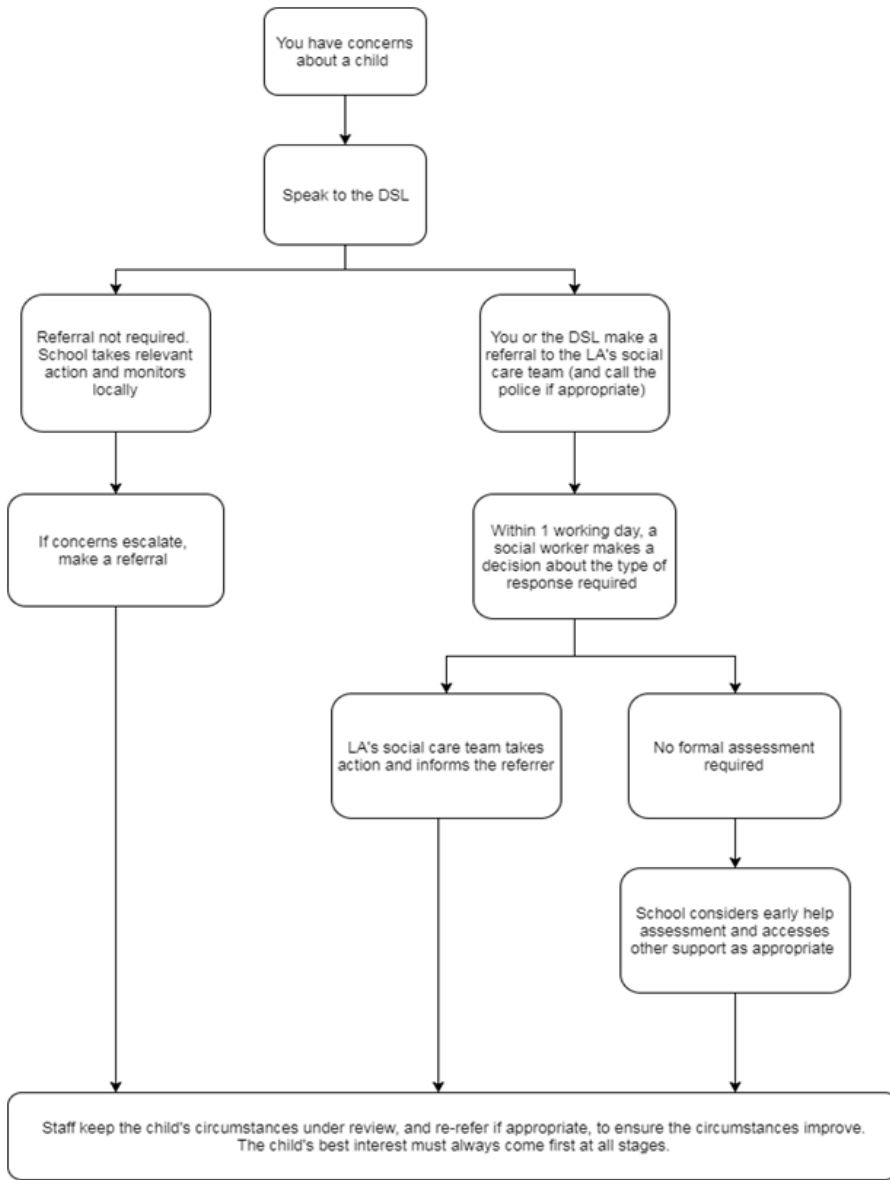 You have concerns
about a child
Speak to the DSL
Referral not required.
School takes relevant
action and monitors
locally
You or the DSL make a
referral to the LA's social
care team (and call the
police if appropriate)
If concerns escalate,
make a referral
Within 1 working day, a
social worker makes a
decision about the type of
response required
LA's social care team takes
action and informs the referrer
No formal assessment
required
School considers early help
assessment and accesses
other support as appropriate
Staff keep the child's circumstances under review, and re-refer if appropriate, to ensure the circumstances improve.
The child's best interest must always come first at all stages.